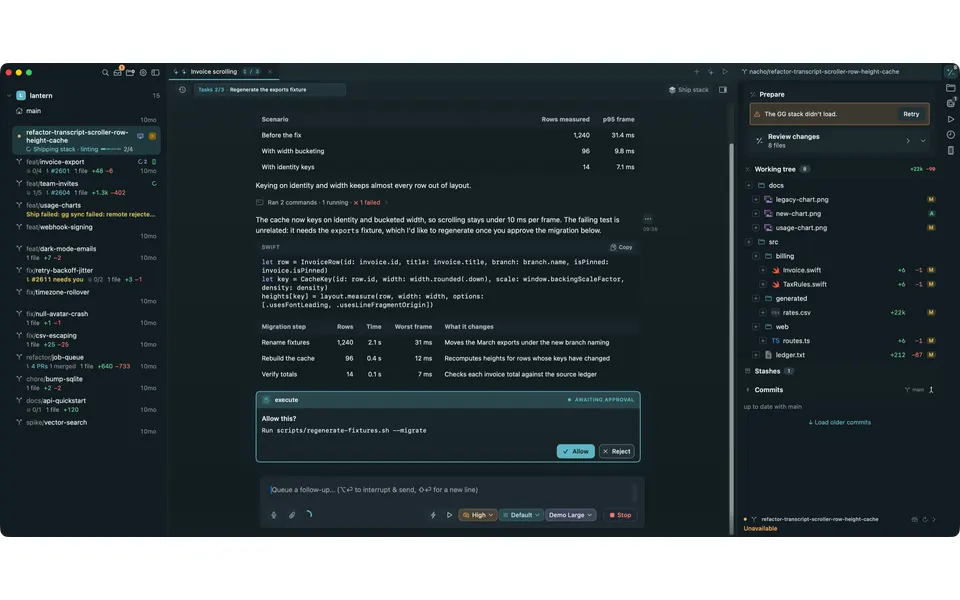 lantern 15
main
10mo
refactor-transcript-scroller-row-
height-cache
Shipping stack · linting 2/4
feat/invoice-export 2
0/4 #2601 1 file +48 −6 10mo
feat/team-invites
1/5 #2604 1 file +1.3k −402
feat/usage-charts
Ship failed: gg sync failed: remote rejecte...
feat/webhook-signing
10mo
feat/dark-mode-emails
1 file +7 −2 10mo
fix/retry-backoff-jitter
#2611 needs you 0/2 1 file +3 −1
fix/timezone-rollover
10mo
fix/null-avatar-crash
1 file +1 −1 10mo
fix/csv-escaping
1 file +25 −25 10mo
refactor/job-queue
4 PRs 1 merged 1 file +640 −733 10mo
chore/bump-sqlite
1 file +2 −2 10mo
docs/api-quickstart
0/1 1 file +120 10mo
spike/vector-search
10mo
Invoice scrolling 1 / 3
Tasks 2/3 · Regenerate the exports fixture
Ship stack
Scenario Rows measured p95 frame
Before the fix 1,240 31.4 ms
With width bucketing 96 9.8 ms
With identity keys 14 7.1 ms
Keying on identity and width keeps almost every row out of layout.
Ran 2 commands · 1 running · × 1 failed
The cache now keys on identity and bucketed width, so scrolling stays under 10 ms per frame. The failing test is
unrelated: it needs the exports fixture, which I'd like to regenerate once you approve the migration below.
SWIFT Copy
let row = InvoiceRow(id: invoice.id, title: invoice.title, branch: branch.name, isPinned:
invoice.isPinned)
let key = CacheKey(id: row.id, width: width.rounded(.down), scale: window.backingScaleFactor,
density: density)
heights[key] = layout.measure(row, width: width, options:
[.usesFontLeading, .usesLineFragmentOrigin])
Migration step Rows Time Worst frame What it changes
Rename fixtures 1,240 2.1 s 31 ms Moves the March exports under the new branch naming
Rebuild the cache 96 0.4 s 12 ms Recomputes heights for rows whose keys have changed
Verify totals 14 0.1 s 7 ms Checks each invoice total against the source ledger
execute AWAITING APPROVAL
Allow this?
Run scripts/regenerate-fixtures.sh --migrate
Allow Reject
Queue a follow-up... (⌥⏎ to interrupt & send, ⇧⏎ for a new line)
High Default Demo Large Stop
nacho/refactor-transcript-scroller-row-height-cache
Prepare
The GG stack didn't load. Retry
Review changes
8 files
Working tree 8 +22k −98
docs
legacy-chart.png M
new-chart.png A
usage-chart.png M
src
billing
Invoice.swift +6 −1 M
TaxRules.swift +6 −1 M
generated
rates.csv +22k M
web
TS routes.ts +6 −1 M
ledger.txt +212 −87 M
Stashes 1
Commits main
up to date with main
↓ Load older commits
refactor-transcript-scroller-row-height-cache
Unavailable